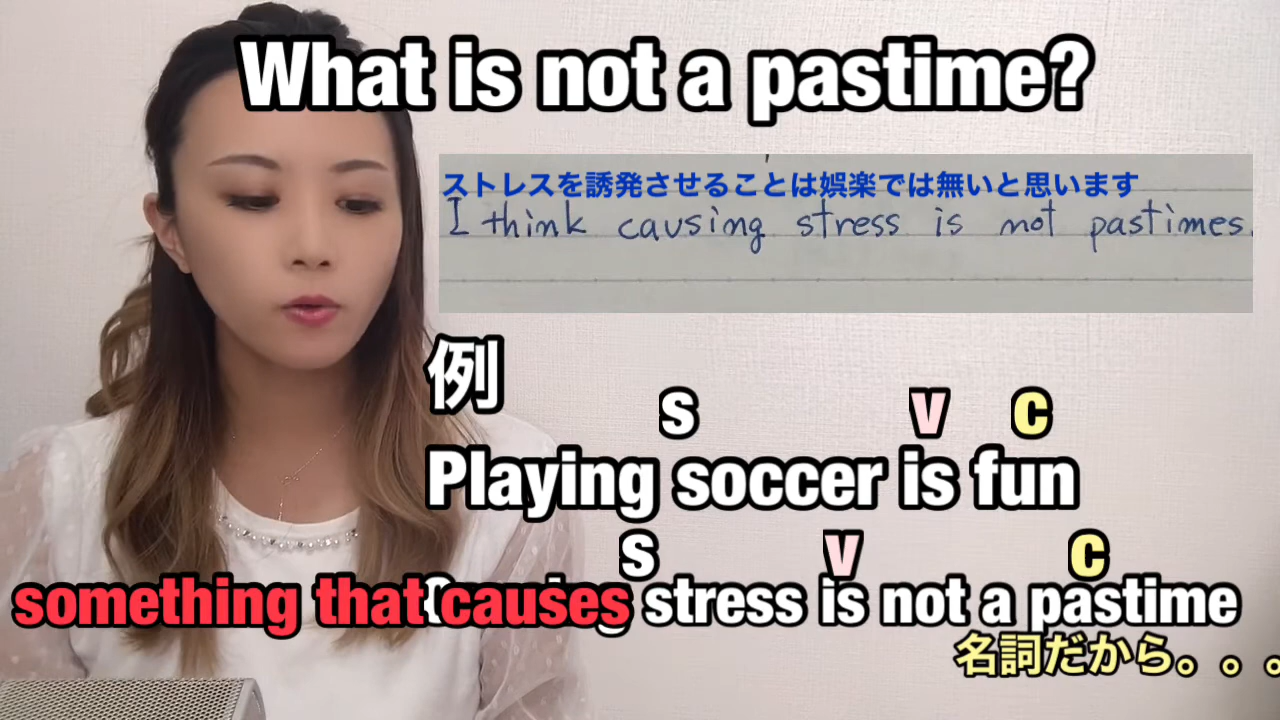 What is not a pastime?
ストレスを誘発させることは娯楽では無いと思います
I think causing stress is not pastimes.
例
S V C
Playing soccer is fun
S V C
something that causes stress is not a pastime
名詞だから。。。